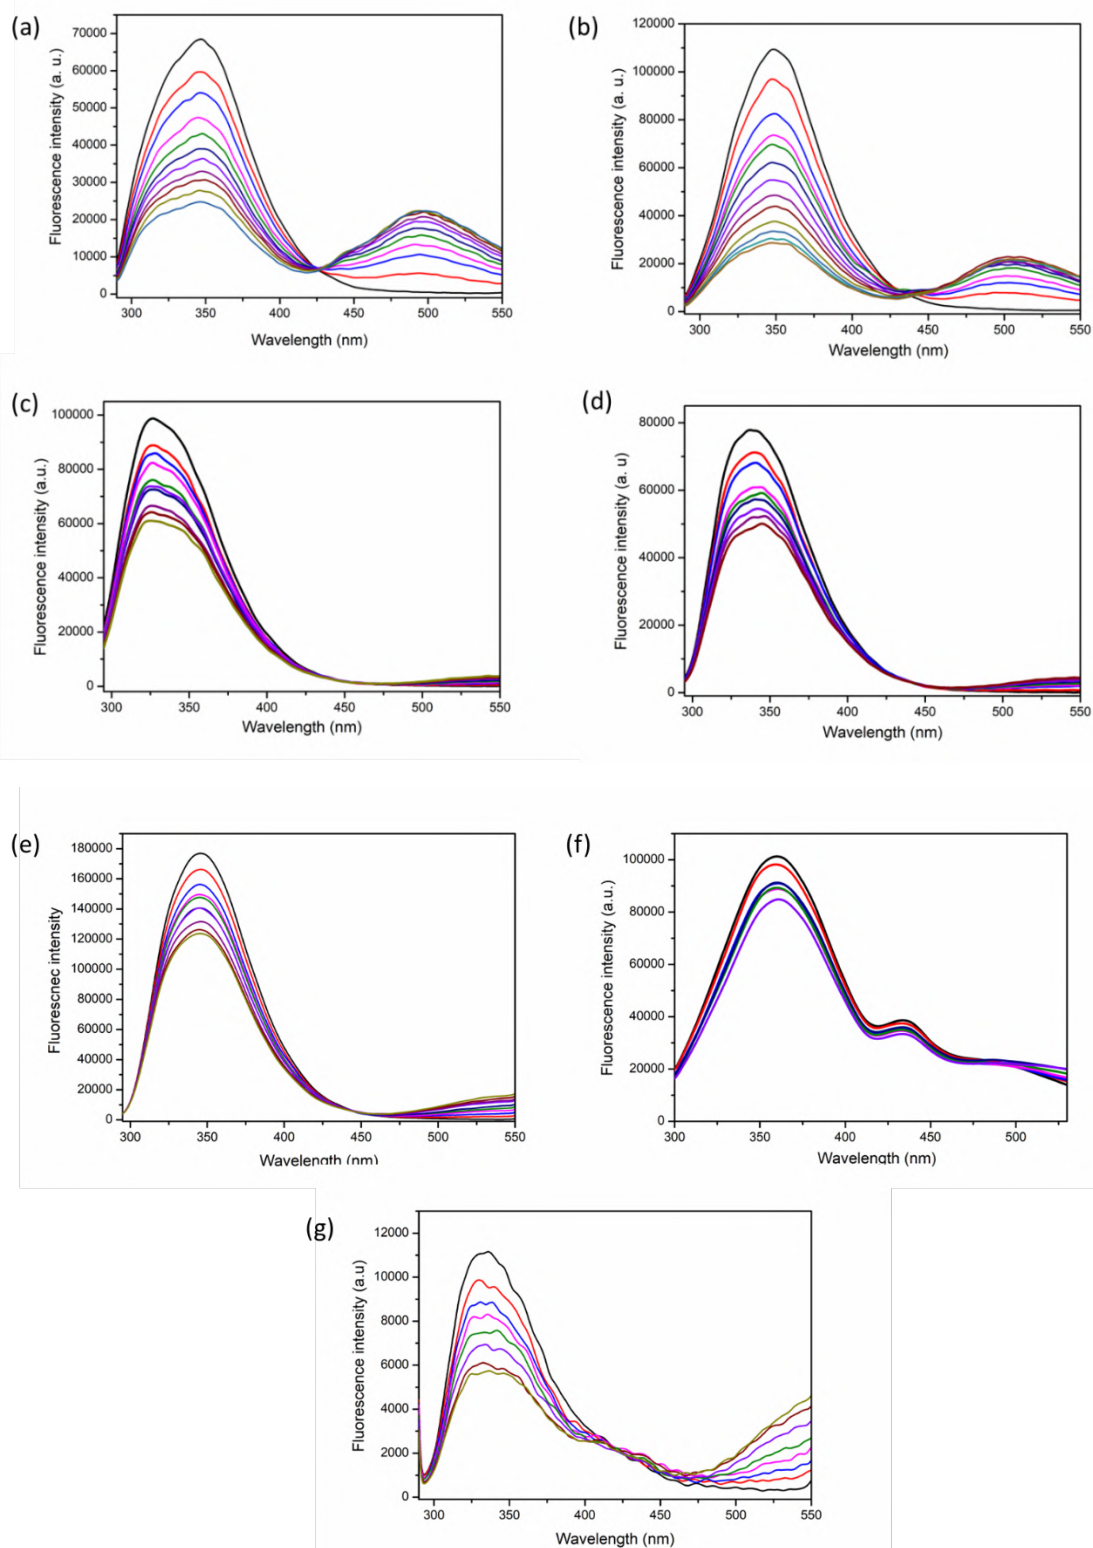 (a)
Fluorescence intensity (a. u.)
70000
60000
50000
40000
30000
20000
10000
0
300 350 400 450 500 550
Wavelength (nm)
(b)
Fluorescence intensity (a. u.)
120000
100000
80000
60000
40000
20000
0
300 350 400 450 500 550
Wavelength (nm)
(c)
Fluorescence intensity (a.u.)
100000
80000
60000
40000
20000
0
300 350 400 450 500 550
Wavelength (nm)
(d)
Fluorescence intensity (a. u)
80000
60000
40000
20000
0
300 350 400 450 500 550
Wavelength (nm)
(e)
Fluorescnec intensity
180000
160000
140000
120000
100000
80000
60000
40000
20000
0
300 350 400 450 500 550
Wavelength (nm)
(f)
Fluorescence intensity (a.u.)
100000
80000
60000
40000
20000
0
300 350 400 450 500
Wavelength (nm)
(g)
Fluorescence intensity (a.u)
12000
10000
8000
6000
4000
2000
0
300 350 400 450 500 550
Wavelength (nm)